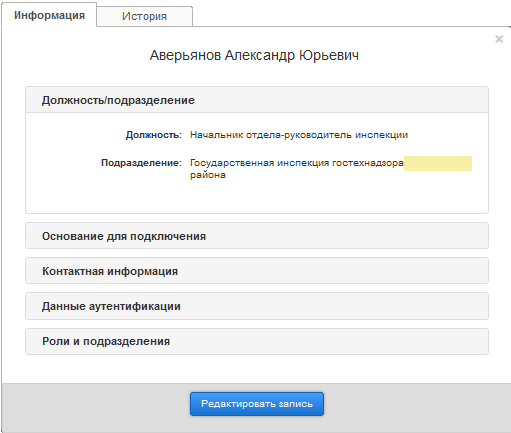 Информация
История
×
Аверьянов Александр Юрьевич
Должность/подразделение
Должность: Начальник отдела-руководитель инспекции
Подразделение: Государственная инспекция гостехнадзора
района
Основание для подключения
Контактная информация
Данные аутентификации
Роли и подразделения
Редактировать запись